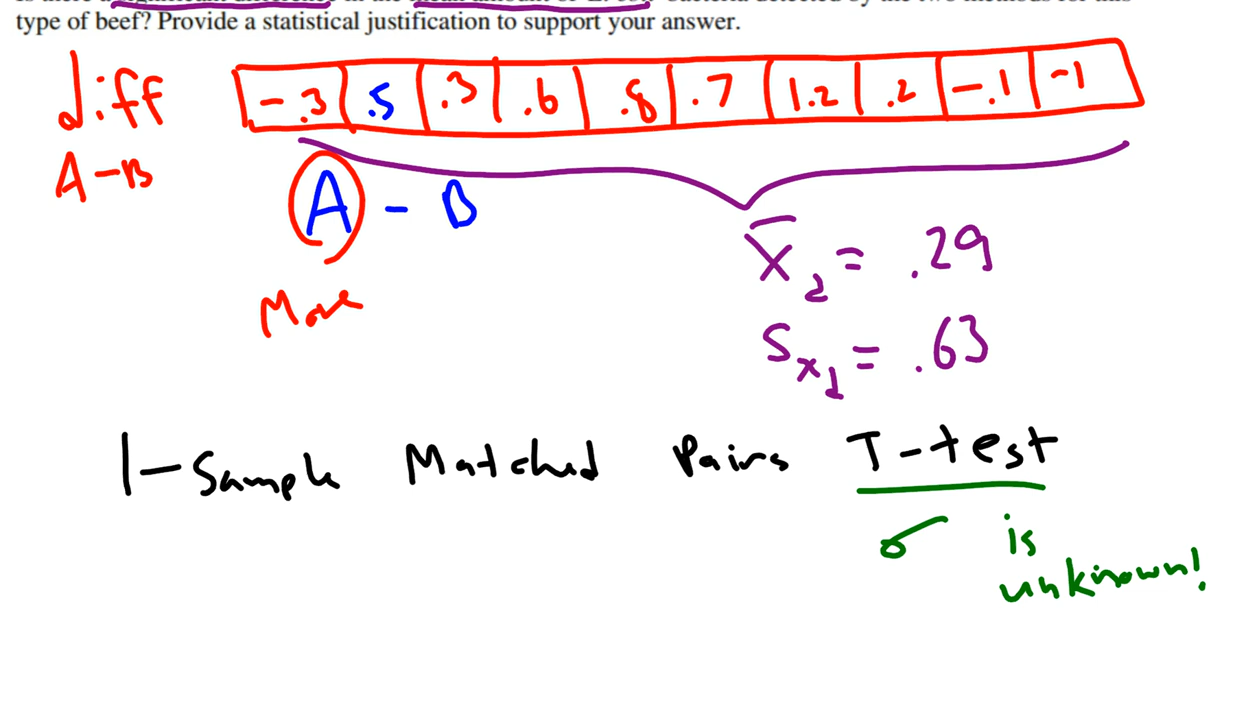 type of beef? Provide a statistical justification to support your answer.
diff -.3 .5 .3 .6 .8 .7 1.2 .2 -.1 -1
A-B
A - B
More
x̄₂ = .29
Sx₁ = .63
1-Sample Matched Pairs T-test
σ is
unknown!